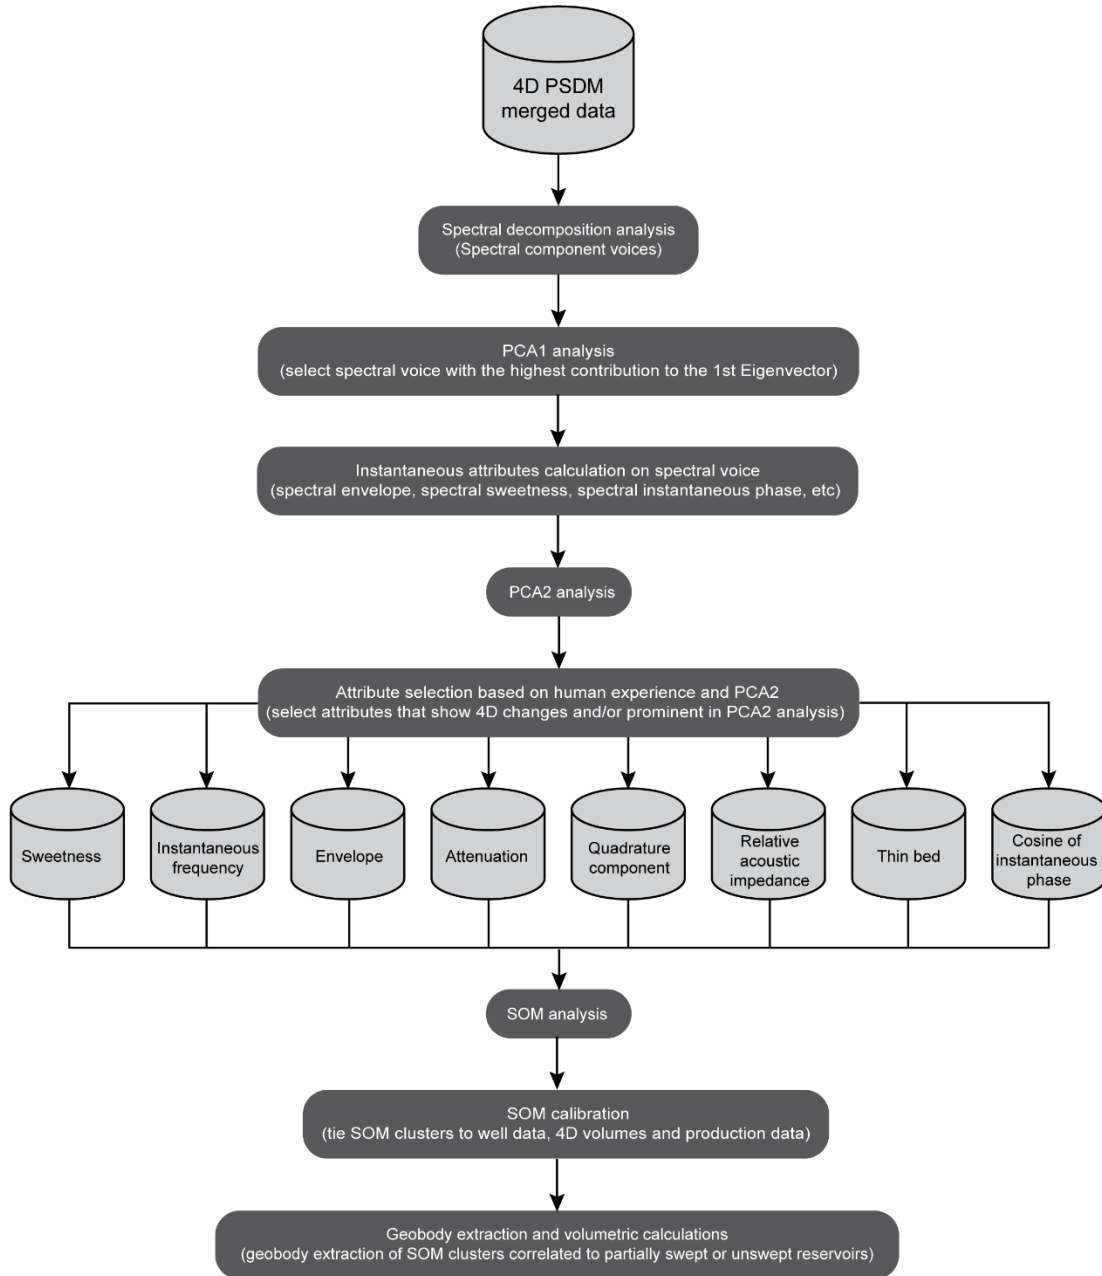 4D PSDM
merged data
Spectral decomposition analysis
(Spectral component voices)
PCA1 analysis
(select spectral voice with the highest contribution to the 1st Eigenvector)
Instantaneous attributes calculation on spectral voice
(spectral envelope, spectral sweetness, spectral instantaneous phase, etc)
PCA2 analysis
Attribute selection based on human experience and PCA2
(select attributes that show 4D changes and/or prominent in PCA2 analysis)
Sweetness
Instantaneous
frequency
Envelope
Attenuation
Quadrature
component
Relative
acoustic
impedance
Thin bed
Cosine of
instantaneous
phase
SOM analysis
SOM calibration
(tie SOM clusters to well data, 4D volumes and production data)
Geobody extraction and volumetric calculations
(geobody extraction of SOM clusters correlated to partially swept or unswept reservoirs)